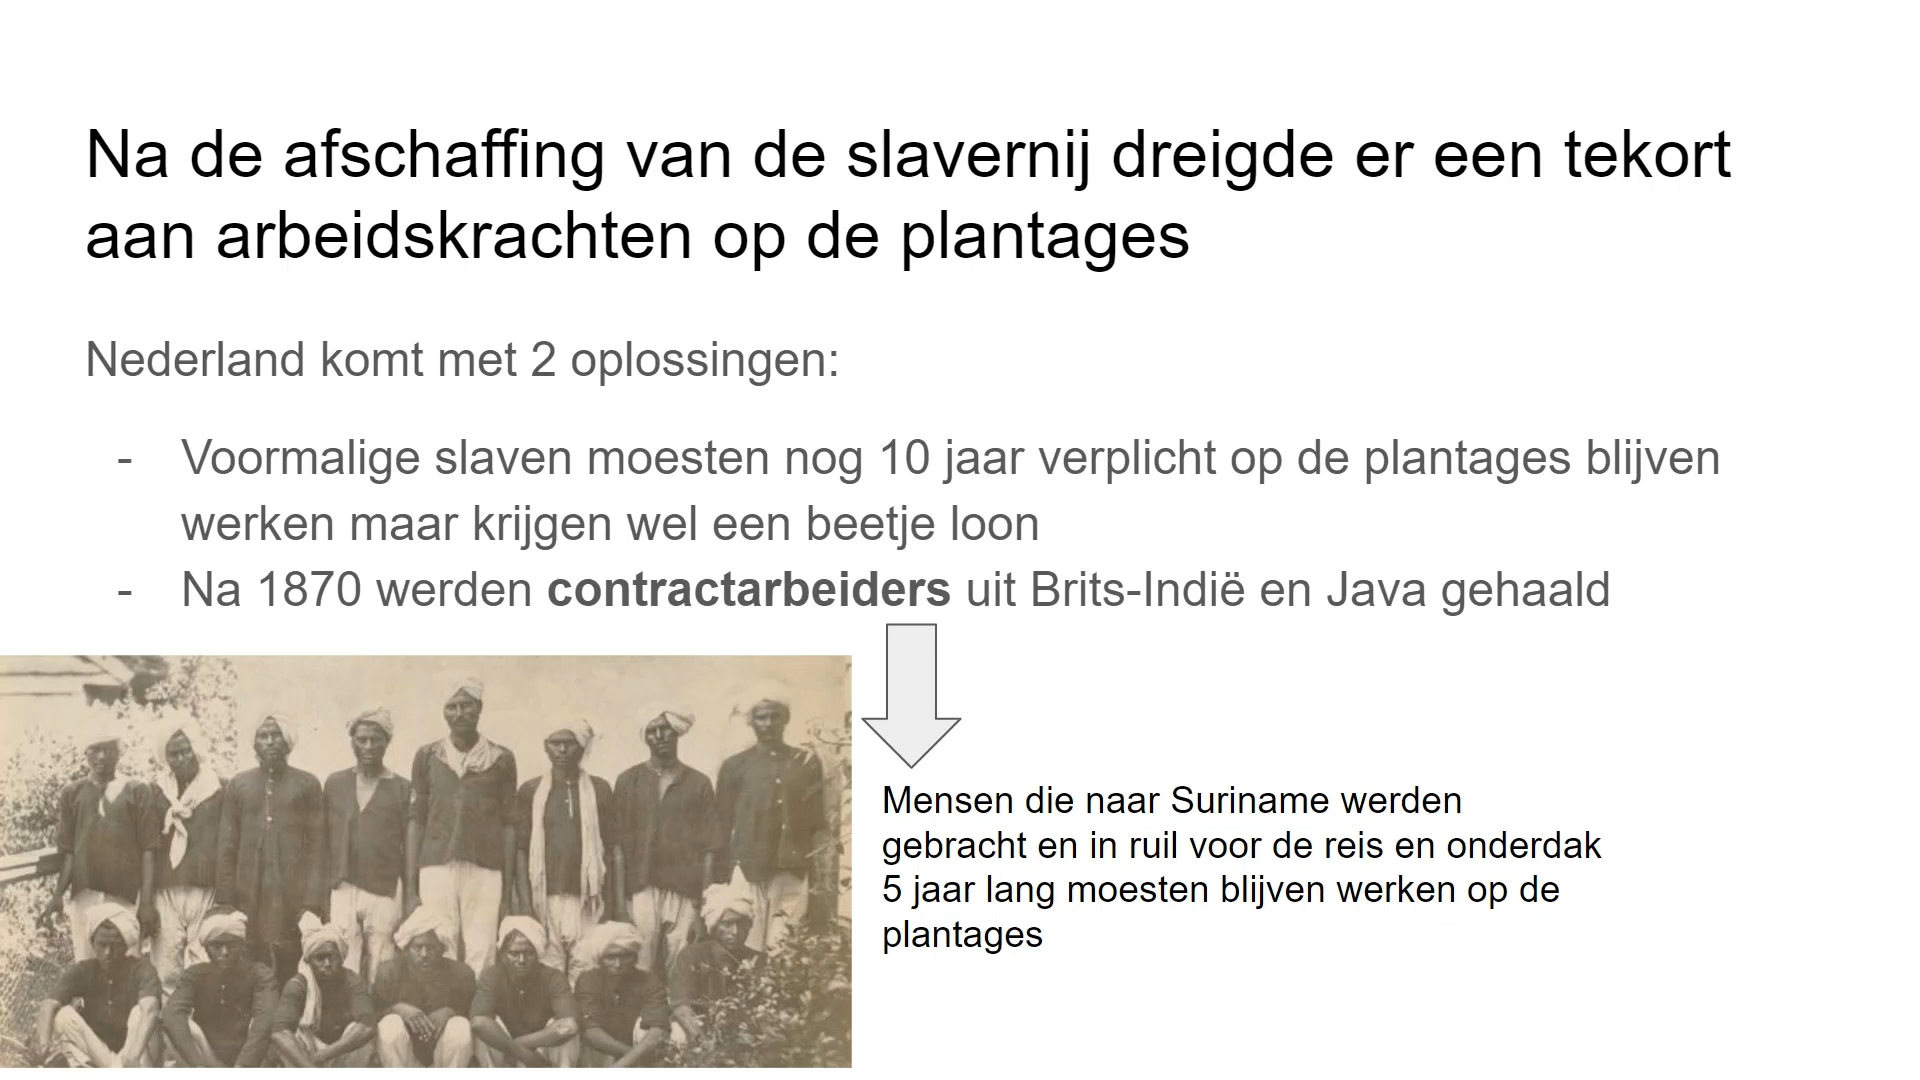 Na de afschaffing van de slavernij dreigde er een tekort
aan arbeidskrachten op de plantages
Nederland komt met 2 oplossingen:
- Voormalige slaven moesten nog 10 jaar verplicht op de plantages blijven
werken maar krijgen wel een beetje loon
- Na 1870 werden contractarbeiders uit Brits-Indië en Java gehaald
Mensen die naar Suriname werden
gebracht en in ruil voor de reis en onderdak
5 jaar lang moesten blijven werken op de
plantages